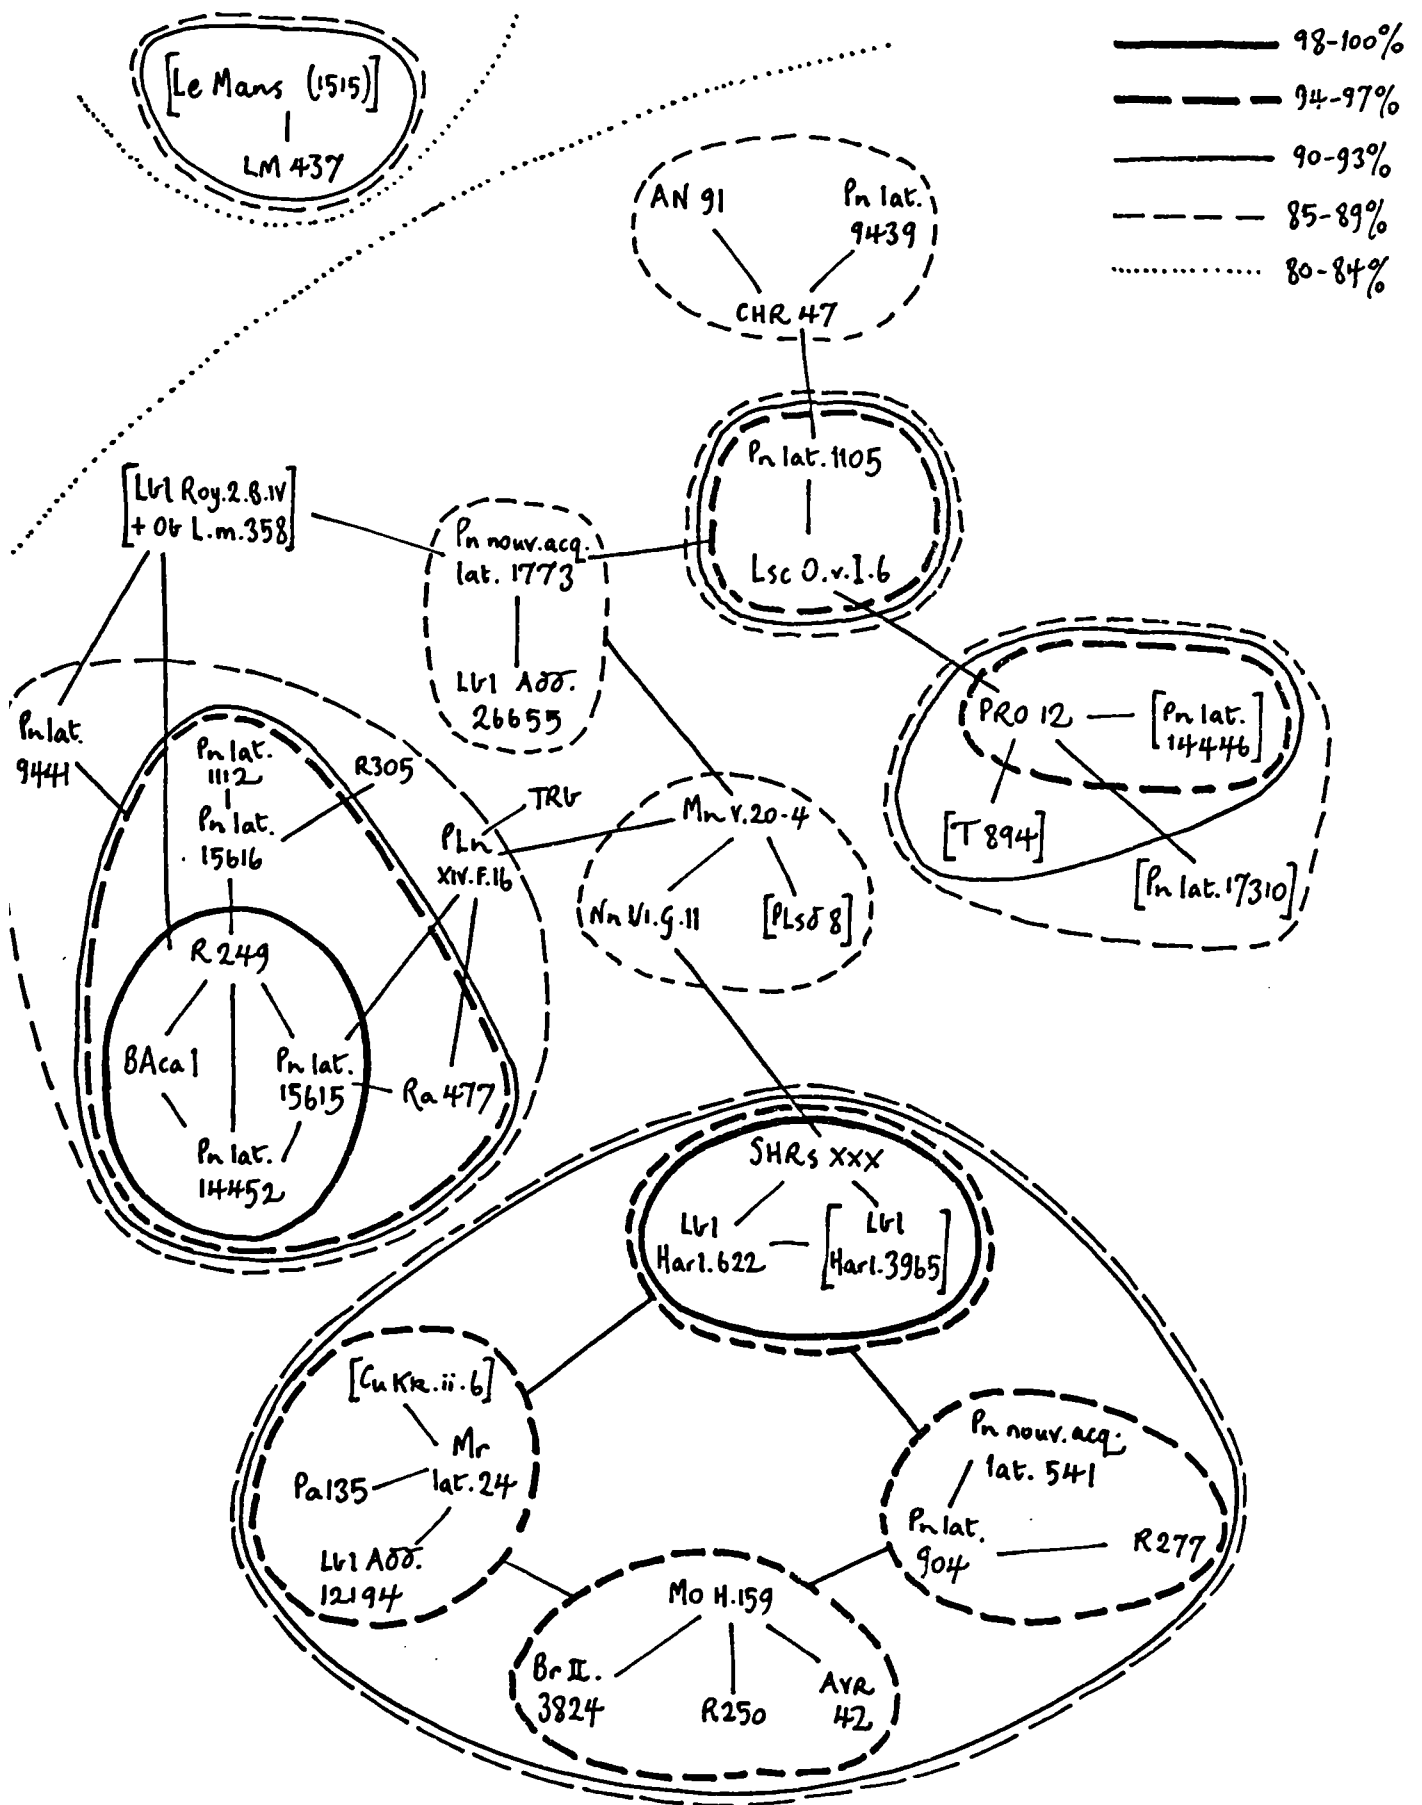 98-100%
94-97%
90-93%
85-89%
80-84%
[Le Mans (1515)]
LM 437
AN 91
Pn lat.
9439
CHR 47
Pn lat. 1105
Lsc O.v.I.6
[Lbl Roy.2.B.IV
+ Ob L.m.358]
Pn nouv.acq.
lat. 1773
Lbl Add.
26655
PRO 12
[Pn lat.
14446]
[T 894]
[Pn lat. 17310]
Pn lat.
9441
Pn lat.
1112
Pn lat.
15616
R305
TRb
PLn
XIV.F.16
Mn V.20-4
Nn VI.G.11
[PLsd 8]
R 249
BAca 1
Pn lat.
15615
Ra 477
Pn lat.
14452
SHRs XXX
Lbl
Harl.622
[Lbl
Harl.3965]
[Cu Kk.ii.6]
Mr
lat.24
Pa 135
Lbl Add.
12194
Pn nouv.acq.
lat. 541
Pn lat.
904
R277
Mo H.159
Br II.
3824
R250
AVR
42